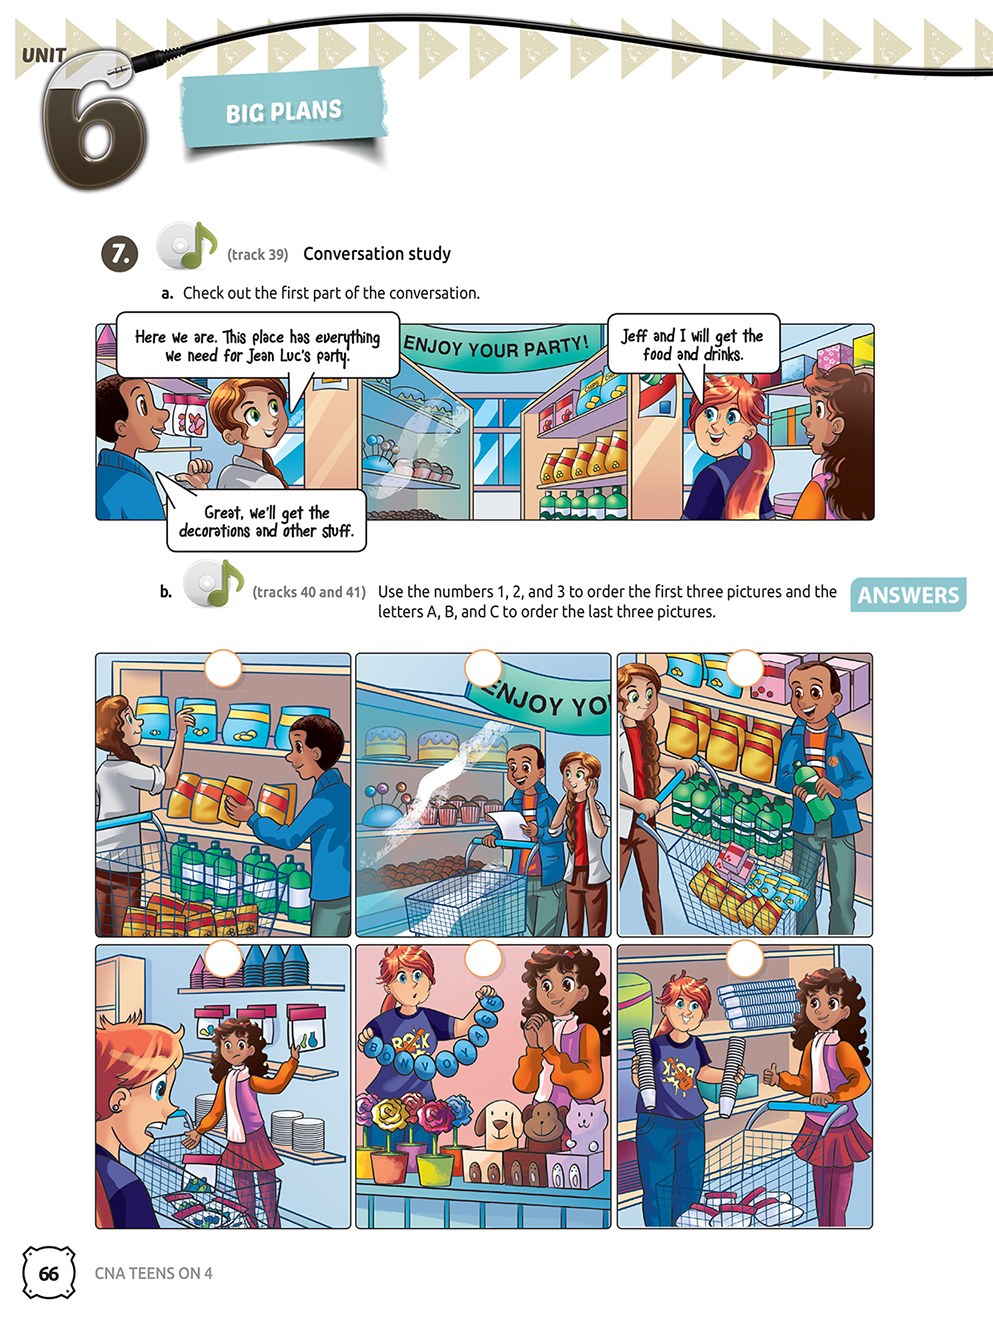 UNIT
6
BIG PLANS
7. (track 39) Conversation study
a. Check out the first part of the conversation.
Here we are. This place has everything
we need for Jean Luc's party.
ENJOY YOUR PARTY!
Jeff and I will get the
food and drinks.
Great, we'll get the
decorations and other stuff.
b. (tracks 40 and 41) Use the numbers 1, 2, and 3 to order the first three pictures and the
letters A, B, and C to order the last three pictures.
ANSWERS
ENJOY YO
ROCK
BON VOYAGE
ROCK
66 CNA TEENS ON 4